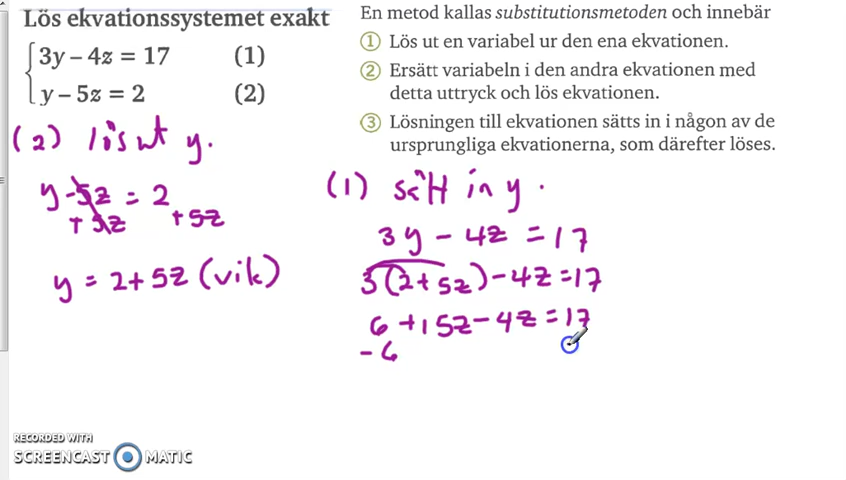 Lös ekvationssystemet exakt
3y – 4z = 17 (1)
y – 5z = 2 (2)
En metod kallas substitutionsmetoden och innebär
① Lös ut en variabel ur den ena ekvationen.
② Ersätt variabeln i den andra ekvationen med
detta uttryck och lös ekvationen.
③ Lösningen till ekvationen sätts in i någon av de
ursprungliga ekvationerna, som därefter löses.
(2) lös ut y.
y - 5z = 2
+ 5z + 5z
y = 2 + 5z (vik)
(1) sätt in y.
3y - 4z = 17
3(2 + 5z) - 4z = 17
6 + 15z - 4z = 17
- 6
RECORDED WITH
SCREENCAST MATIC